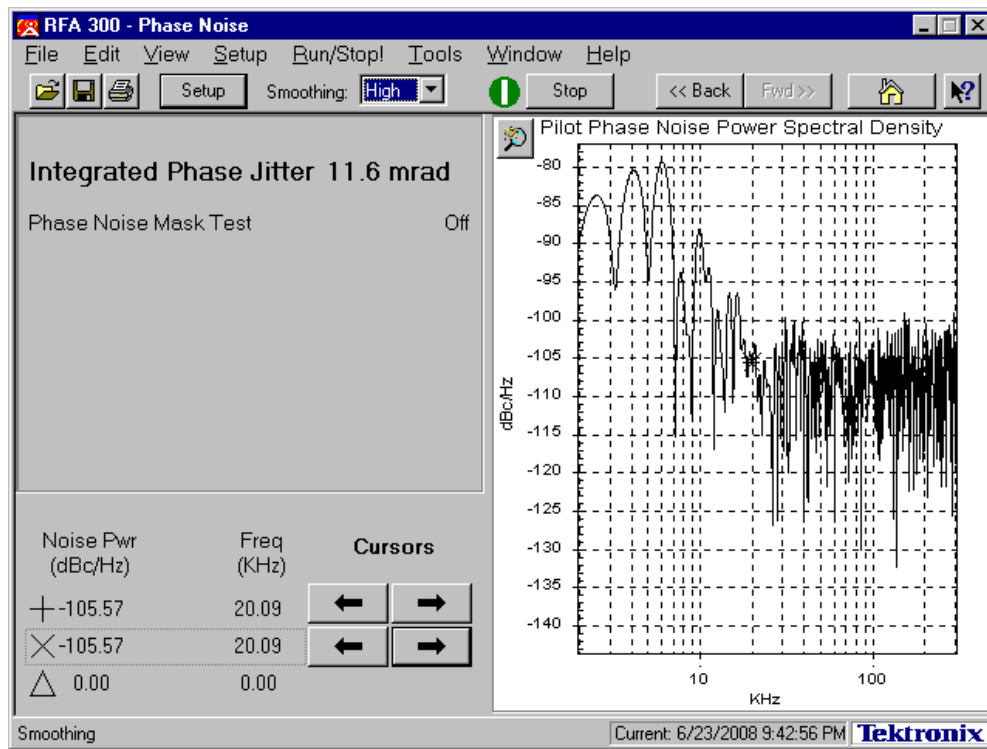 RFA 300 - Phase Noise
File Edit View Setup Run/Stop! Tools Window Help
Setup Smoothing: High Stop << Back Fwd >>
Integrated Phase Jitter 11.6 mrad
Phase Noise Mask Test Off
Noise Pwr (dBc/Hz) Freq (KHz) Cursors
-105.57 20.09
-105.57 20.09
0.00 0.00
Pilot Phase Noise Power Spectral Density
-80
-85
-90
-95
-100
-105
-110
-115
-120
-125
-130
-135
-140
dBc/Hz
10 100
KHz
Smoothing Current: 6/23/2008 9:42:56 PM Tektronix